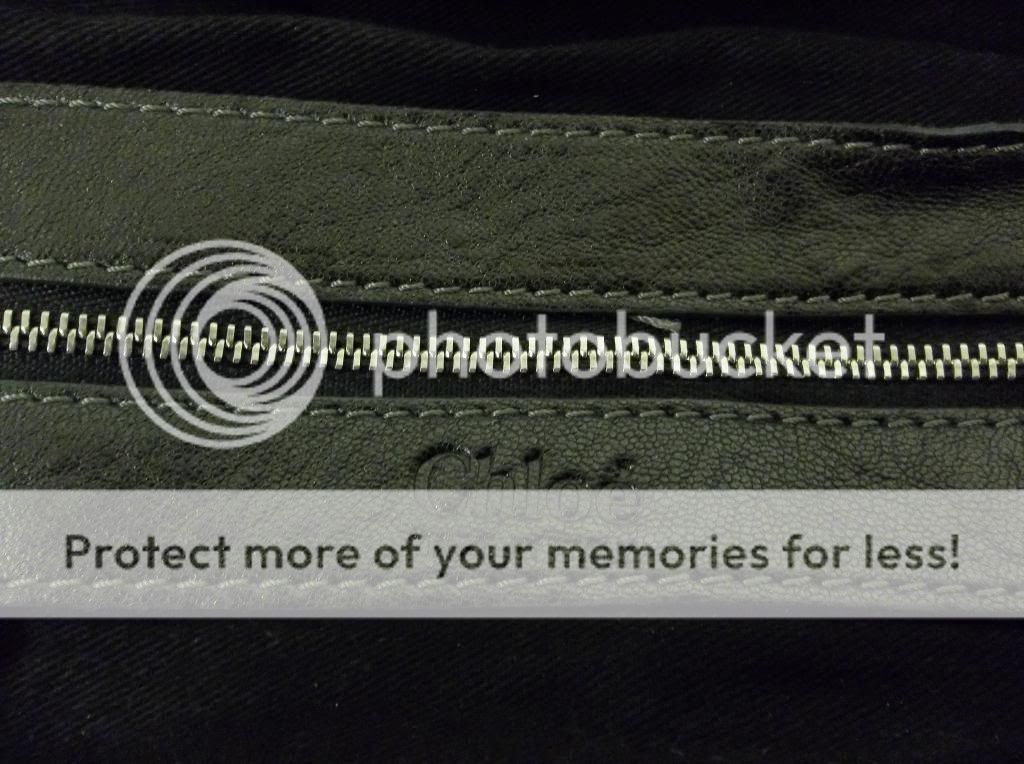 photobucket
Chloé
Protect more of your memories for less!